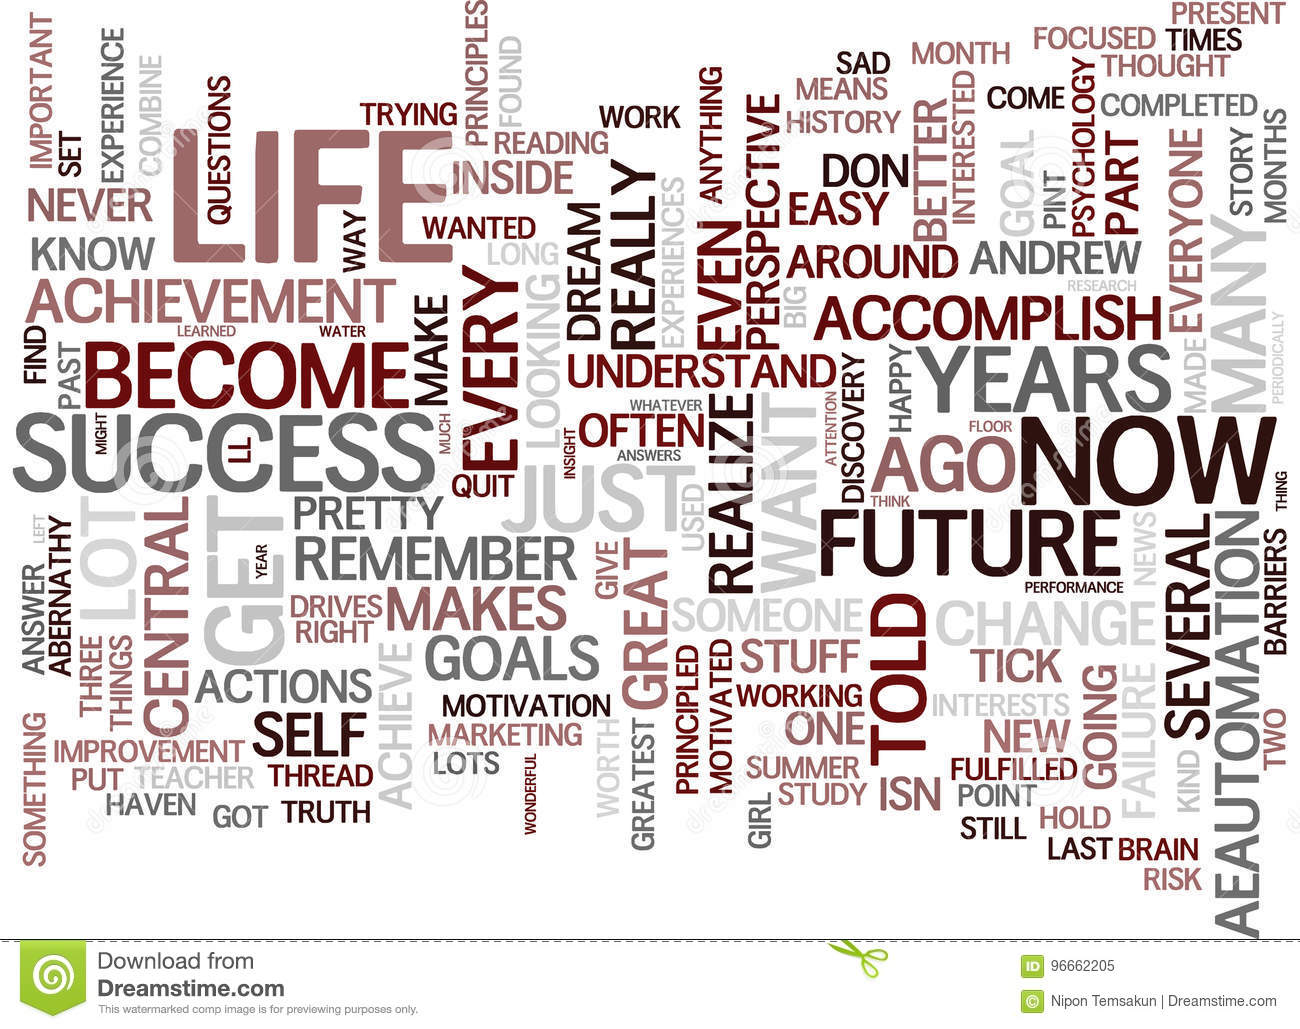 IMPORTANT
SET
EXPERIENCE
COMBINE
QUESTIONS
LIFE
WAY
TRYING
PRINCIPLES
FOUND
READING
INSIDE
WANTED
LONG
NEVER
KNOW
ACHIEVEMENT
LEARNED
WATER
FIND
PAST
BECOME
MAKE
EVERY
LOOKING
DREAM
REALLY
WORK
EXPERIENCES
ANYTHING
EVEN
PERSPECTIVE
BIG
SAD
MEANS
HISTORY
DON
EASY
AROUND
MONTH
BETTER
INTERESTED
COME
GOAL
PINT
PSYCHOLOGY
PRESENT
FOCUSED
TIMES
THOUGHT
COMPLETED
PART
EVERYONE
STORY
MONTHS
ANDREW
RESEARCH
ACCOMPLISH
MADE
MANY
PERIODICALLY
UNDERSTAND
WHATEVER
OFTEN
ANSWERS
INSIGHT
REALIZE
WANT
ATTENTION
DISCOVERY
HAPPY
YEARS
FLOOR
AGO
THINK
NOW
THING
SUCCESS
MIGHT
LL
MUCH
QUIT
JUST
USED
FUTURE
PERFORMANCE
NEWS
SEVERAL
AEAUTOMATION
BARRIERS
LEFT
ABERNATHY
ANSWER
LOT
CENTRAL
GET
YEAR
PRETTY
REMEMBER
DRIVES
RIGHT
MAKES
GIVE
GREAT
SOMEONE
TOLD
CHANGE
TICK
THREE
THINGS
ACTIONS
ACHIEVE
GOALS
MOTIVATION
MARKETING
LOTS
WONDERFUL
WORTH
GREATEST
PRINCIPLED
MOTIVATED
STUFF
WORKING
ONE
SUMMER
STUDY
GIRL
ISN
INTERESTS
NEW
FULFILLED
POINT
STILL
GOING
FAILURE
KIND
TWO
HOLD
LAST
BRAIN
RISK
SOMETHING
IMPROVEMENT
SELF
PUT
TEACHER
THREAD
HAVEN
GOT
TRUTH
Download from
Dreamstime.com
This watermarked comp image is for previewing purposes only.
ID 96662205
© Nipon Temsakun | Dreamstime.com